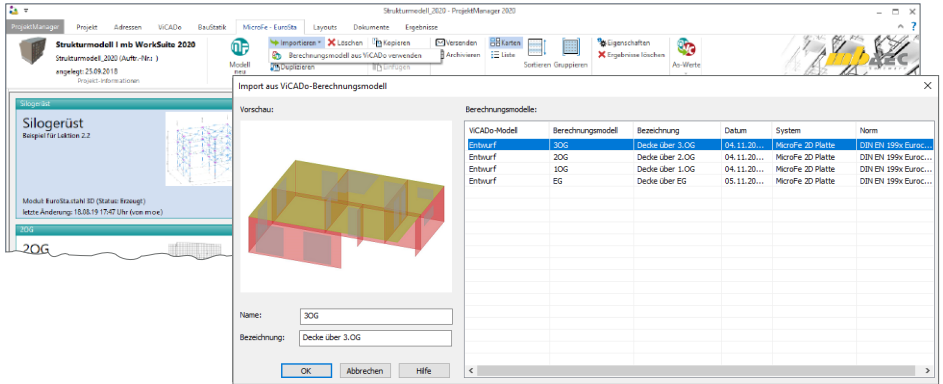 Strukturmodell_2020 - ProjektManager 2020
ProjektManager Projekt Adressen ViCADo BauStatik MicroFe - EuroSta Layouts Dokumente Ergebnisse
Strukturmodell I mb WorkSuite 2020
Strukturmodell_2020 (Auftr.-Nr.: )
angelegt: 25.09.2018
Projekt-Informationen
Modell neu
Importieren Löschen Kopieren
Berechnungsmodell aus ViCADo verwenden
Duplizieren Einfügen
Versenden
Archivieren
Karten
Liste
Sortieren Gruppieren
Eigenschaften
Ergebnisse löschen
As-Werte
mb AEC
Silogerüst
Silogerüst
Beispiel für Lektion 2.2
Modul: EuroSta.stahl 3D (Status: Erzeugt)
letzte Änderung: 18.08.19 17:47 Uhr (von moe)
2OG
2OG
Import aus ViCADo-Berechnungsmodell
Vorschau:
Name: 3OG
Bezeichnung: Decke über 3.OG
OK Abbrechen Hilfe
Berechnungsmodelle:
ViCADo-Modell Berechnungsmodell Bezeichnung Datum System Norm
Entwurf 3OG Decke über 3.OG 04.11.20... MicroFe 2D Platte DIN EN 199x Euroc...
Entwurf 2OG Decke über 2.OG 04.11.20... MicroFe 2D Platte DIN EN 199x Euroc...
Entwurf 1OG Decke über 1.OG 04.11.20... MicroFe 2D Platte DIN EN 199x Euroc...
Entwurf EG Decke über EG 05.11.20... MicroFe 2D Platte DIN EN 199x Euroc...